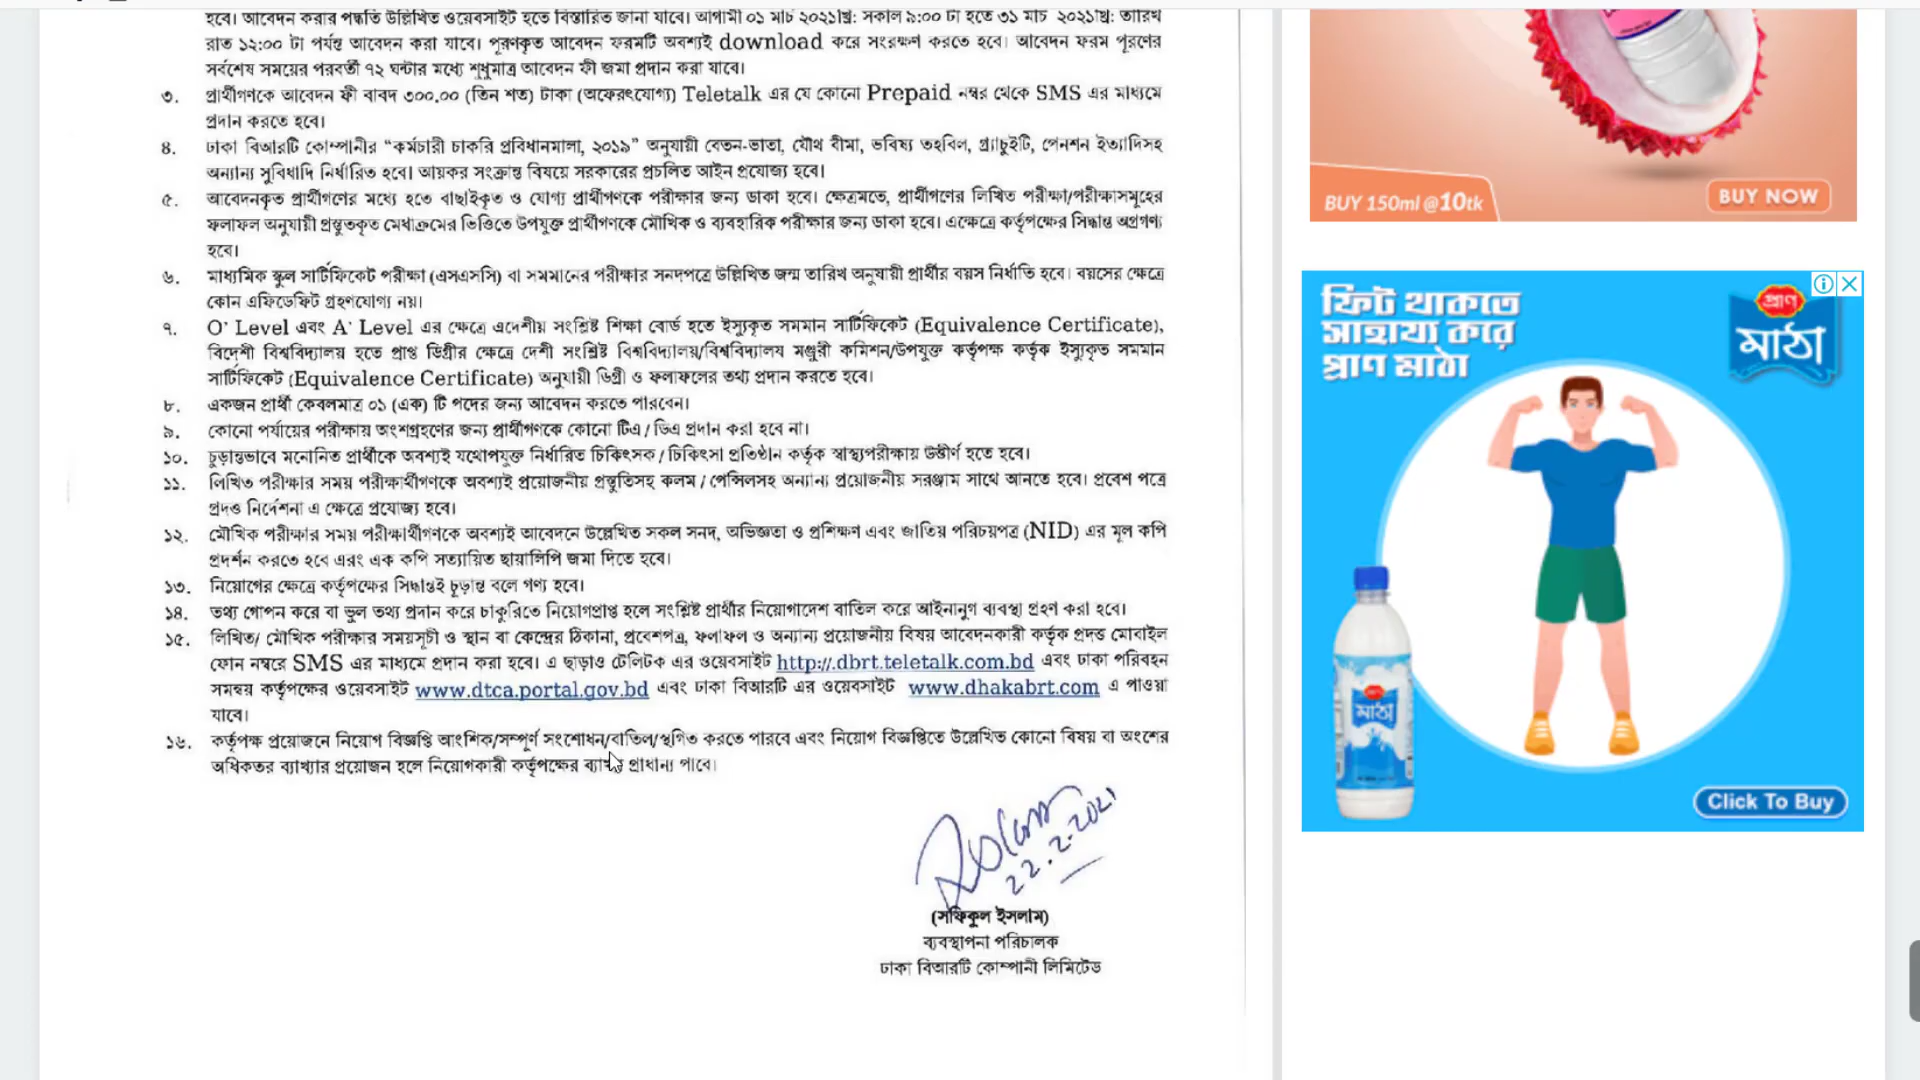 হবে। আবেদন করার পদ্ধতি উল্লিখিত ওয়েবসাইট হতে বিস্তারিত জানা যাবে। আগামী ০১ মার্চ ২০২১খ্রি: সকাল ৯:০০ টা হতে ৩১ মার্চ ২০২১খ্রি: তারিখ
রাত ১২:০০ টা পর্যন্ত আবেদন করা যাবে। পূরণকৃত আবেদন ফরমটি অবশ্যই download করে সংরক্ষণ করতে হবে। আবেদন ফরম পূরণের
সর্বশেষ সময়ের পরবর্তী ৭২ ঘন্টার মধ্যে শুধুমাত্র আবেদন ফী জমা প্রদান করা যাবে।
৩. প্রার্থীগণকে আবেদন ফী বাবদ ৩০০.০০ (তিন শত) টাকা (অফেরৎযোগ্য) Teletalk এর যে কোনো Prepaid নম্বর থেকে SMS এর মাধ্যমে
প্রদান করতে হবে।
৪. ঢাকা বিআরটি কোম্পানীর “কর্মচারী চাকরি প্রবিধানমালা, ২০১৯” অনুযায়ী বেতন-ভাতা, যৌথ বীমা, ভবিষ্য তহবিল, গ্র্যাচুইটি, পেনশন ইত্যাদিসহ
অন্যান্য সুবিধাদি নির্ধারিত হবে। আয়কর সংক্রান্ত বিষয়ে সরকারের প্রচলিত আইন প্রযোজ্য হবে।
৫. আবেদনকৃত প্রার্থীগণের মধ্যে হতে বাছাইকৃত ও যোগ্য প্রার্থীগণকে পরীক্ষার জন্য ডাকা হবে। ক্ষেত্রমতে, প্রার্থীগণের লিখিত পরীক্ষা/পরীক্ষাসমূহের
ফলাফল অনুযায়ী প্রস্তুতকৃত মেধাক্রমের ভিত্তিতে উপযুক্ত প্রার্থীগণকে মৌখিক ও ব্যবহারিক পরীক্ষার জন্য ডাকা হবে। এক্ষেত্রে কর্তৃপক্ষের সিদ্ধান্ত অগ্রগণ্য
হবে।
৬. মাধ্যমিক স্কুল সার্টিফিকেট পরীক্ষা (এসএসসি) বা সমমানের পরীক্ষার সনদপত্রে উল্লিখিত জন্ম তারিখ অনুযায়ী প্রার্থীর বয়স নির্ধাতি হবে। বয়সের ক্ষেত্রে
কোন এফিডেফিট গ্রহণযোগ্য নয়।
৭. O’ Level এবং A’ Level এর ক্ষেত্রে এদেশীয় সংশ্লিষ্ট শিক্ষা বোর্ড হতে ইস্যুকৃত সমমান সার্টিফিকেট (Equivalence Certificate),
বিদেশী বিশ্ববিদ্যালয় হতে প্রাপ্ত ডিগ্রীর ক্ষেত্রে দেশী সংশ্লিষ্ট বিশ্ববিদ্যালয়/বিশ্ববিদ্যালয মঞ্জুরী কমিশন/উপযুক্ত কর্তৃপক্ষ কর্তৃক ইস্যুকৃত সমমান
সার্টিফিকেট (Equivalence Certificate) অনুযায়ী ডিগ্রী ও ফলাফলের তথ্য প্রদান করতে হবে।
৮. একজন প্রার্থী কেবলমাত্র ০১ (এক) টি পদের জন্য আবেদন করতে পারবেন।
৯. কোনো পর্যায়ের পরীক্ষায় অংশগ্রহণের জন্য প্রার্থীগণকে কোনো টিএ / ডিএ প্রদান করা হবে না।
১০. চুড়ান্তভাবে মনোনিত প্রার্থীকে অবশ্যই যথোপযুক্ত নির্ধারিত চিকিৎসক / চিকিৎসা প্রতিষ্ঠান কর্তৃক স্বাস্থ্যপরীক্ষায় উত্তীর্ণ হতে হবে।
১১. লিখিত পরীক্ষার সময় পরীক্ষার্থীগণকে অবশ্যই প্রয়োজনীয় প্রস্তুতিসহ কলম / পেন্সিলসহ অন্যান্য প্রয়োজনীয় সরঞ্জাম সাথে আনতে হবে। প্রবেশ পত্রে
প্রদও নির্দেশনা এ ক্ষেত্রে প্রযোজ্য হবে।
১২. মৌখিক পরীক্ষার সময় পরীক্ষার্থীগণকে অবশ্যই আবেদনে উল্লেখিত সকল সনদ, অভিজ্ঞতা ও প্রশিক্ষণ এবং জাতিয় পরিচয়পত্র (NID) এর মূল কপি
প্রদর্শন করতে হবে এরং এক কপি সত্যায়িত ছায়ালিপি জমা দিতে হবে।
১৩. নিয়োগের ক্ষেত্রে কর্তৃপক্ষের সিদ্ধান্তই চূড়ান্ত বলে গণ্য হবে।
১৪. তথ্য গোপন করে বা ভুল তথ্য প্রদান করে চাকুরিতে নিয়োগপ্রাপ্ত হলে সংশ্লিষ্ট প্রার্থীর নিয়োগাদেশ বাতিল করে আইনানুগ ব্যবস্থা গ্রহণ করা হবে।
১৫. লিখিত/ মৌখিক পরীক্ষার সময়সূচী ও স্থান বা কেন্দ্রের ঠিকানা, প্রবেশপত্র, ফলাফল ও অন্যান্য প্রয়োজনীয় বিষয় আবেদনকারী কর্তৃক প্রদত্ত মোবাইল
ফোন নম্বরে SMS এর মাধ্যমে প্রদান করা হবে। এ ছাড়াও টেলিটক এর ওয়েবসাইট http://.dbrt.teletalk.com.bd এবং ঢাকা পরিবহন
সমন্বয় কর্তৃপক্ষের ওয়েবসাইট www.dtca.portal.gov.bd এবং ঢাকা বিআরটি এর ওয়েবসাইট www.dhakabrt.com এ পাওয়া
যাবে।
১৬. কর্তৃপক্ষ প্রয়োজনে নিয়োগ বিজ্ঞপ্তি আংশিক/সম্পূর্ণ সংশোধন/বাতিল/স্থগিত করতে পারবে এবং নিয়োগ বিজ্ঞপ্তিতে উল্লেখিত কোনো বিষয় বা অংশের
অধিকতর ব্যাখ্যার প্রয়োজন হলে নিয়োগকারী কর্তৃপক্ষের ব্যাখ্যা প্রাধান্য পাবে।
22.2.2021
(সফিকুল ইসলাম)
ব্যবস্থাপনা পরিচালক
ঢাকা বিআরটি কোম্পানী লিমিটেড
BUY 150ml @10tk
BUY NOW
ফিট থাকতে
সাহায্য করে
প্রাণ মাঠা
প্রাণ
মাঠা
প্রাণ
মাঠা
Click To Buy